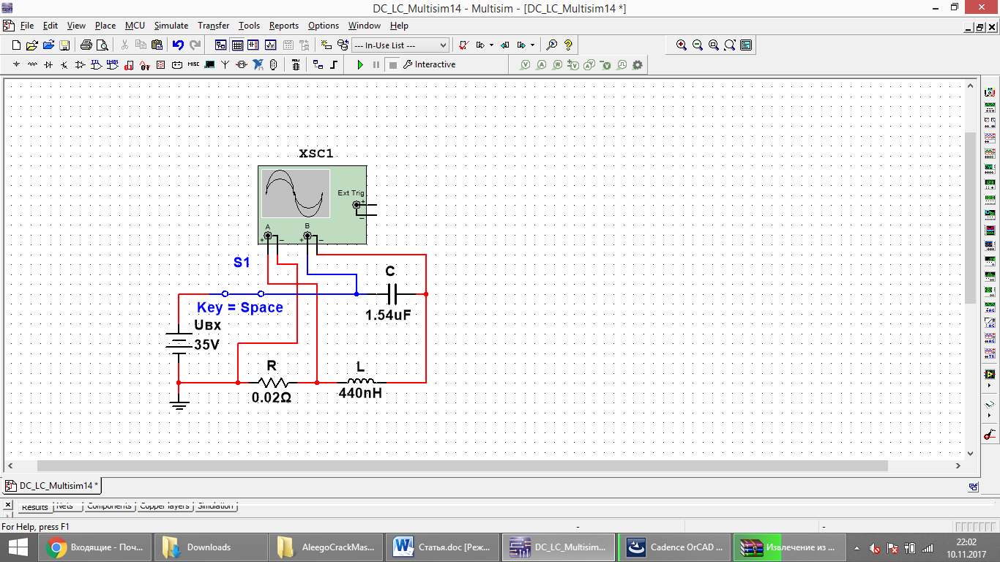 DC_LC_Multisim14 - Multisim - [DC_LC_Multisim14 *]
File Edit View Place MCU Simulate Transfer Tools Reports Options Window Help
--- In-Use List ---
Interactive
XSC1
Ext Trig
+
−
A
B
+ − + −
S1
C
Key = Space
1.54uF
Uвх
35V
R
L
0.02Ω
440nH
DC_LC_Multisim14 *
Results Nets Components Copper layers Simulation
For Help, press F1
- -
Входящие - Поч...
Downloads
AleegoCrackMas...
Статья.doc [Реж...
DC_LC_Multisim...
Cadence OrCAD ...
Извлечение из ...
22:02
10.11.2017